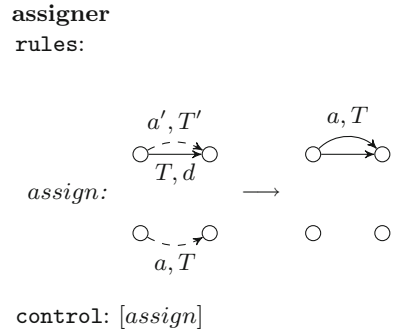 assigner
rules:
a′, T′
a, T
T, d
assign:
a, T
control: [assign]